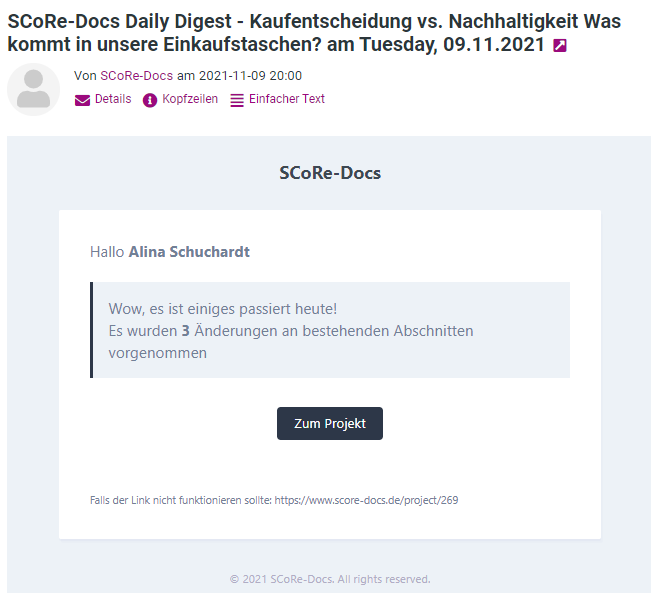 SCoRe-Docs Daily Digest - Kaufentscheidung vs. Nachhaltigkeit Was
kommt in unsere Einkaufstaschen? am Tuesday, 09.11.2021
Von SCoRe-Docs am 2021-11-09 20:00
Details Kopfzeilen Einfacher Text
SCoRe-Docs
Hallo Alina Schuchardt
Wow, es ist einiges passiert heute!
Es wurden 3 Änderungen an bestehenden Abschnitten
vorgenommen
Zum Projekt
Falls der Link nicht funktionieren sollte: https://www.score-docs.de/project/269
© 2021 SCoRe-Docs. All rights reserved.